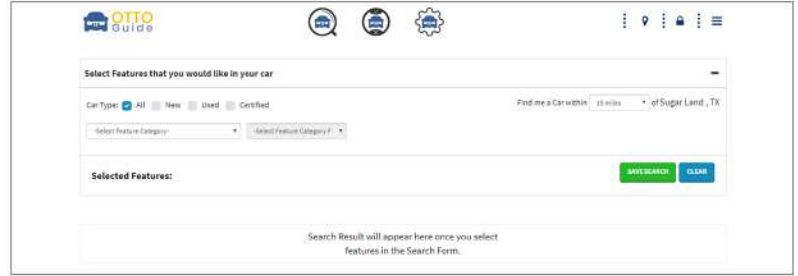 OTTO
Guide
Select Features that you would like in your car
Car Type: All New Used Certified
Find me a Car within 15 miles of Sugar Land , TX
-Select Feature Category-
-Select Feature Category F
Selected Features:
SAVE SEARCH CLEAR
Search Result will appear here once you select
features in the Search Form.